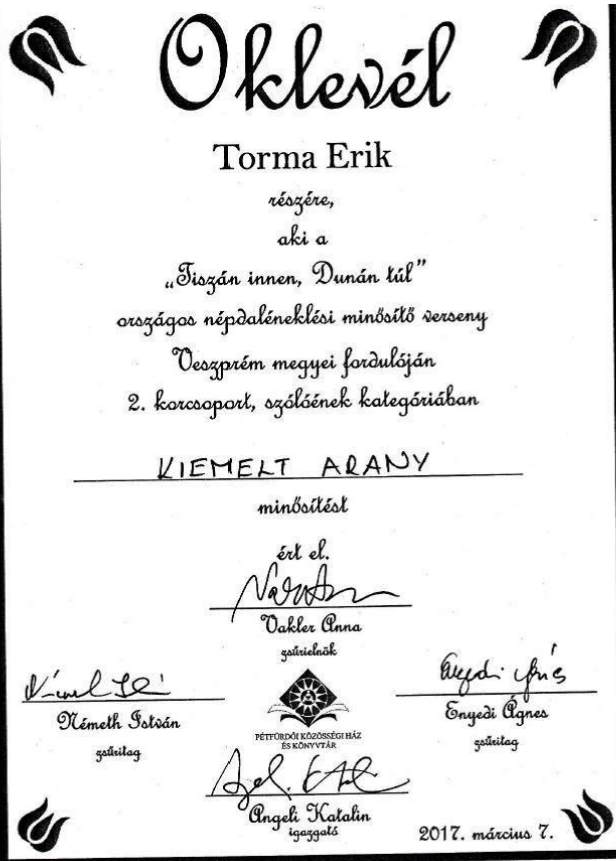 Oklevél
Torma Erik
részére,
aki a
„Tiszán innen, Dunán túl”
országos népdaléneklési minősítő verseny
Veszprém megyei fordulóján
2. korcsoport, szólóének kategóriában
KIEMELT ARANY
minősítést
ért el.
Vakler Anna
zsűrielnök
Németh István
zsűritag
Enyedi Ágnes
zsűritag
PÉTFÜRDŐI KÖZÖSSÉGI HÁZ
ÉS KÖNYVTÁR
Angeli Katalin
igazgató
2017. március 7.